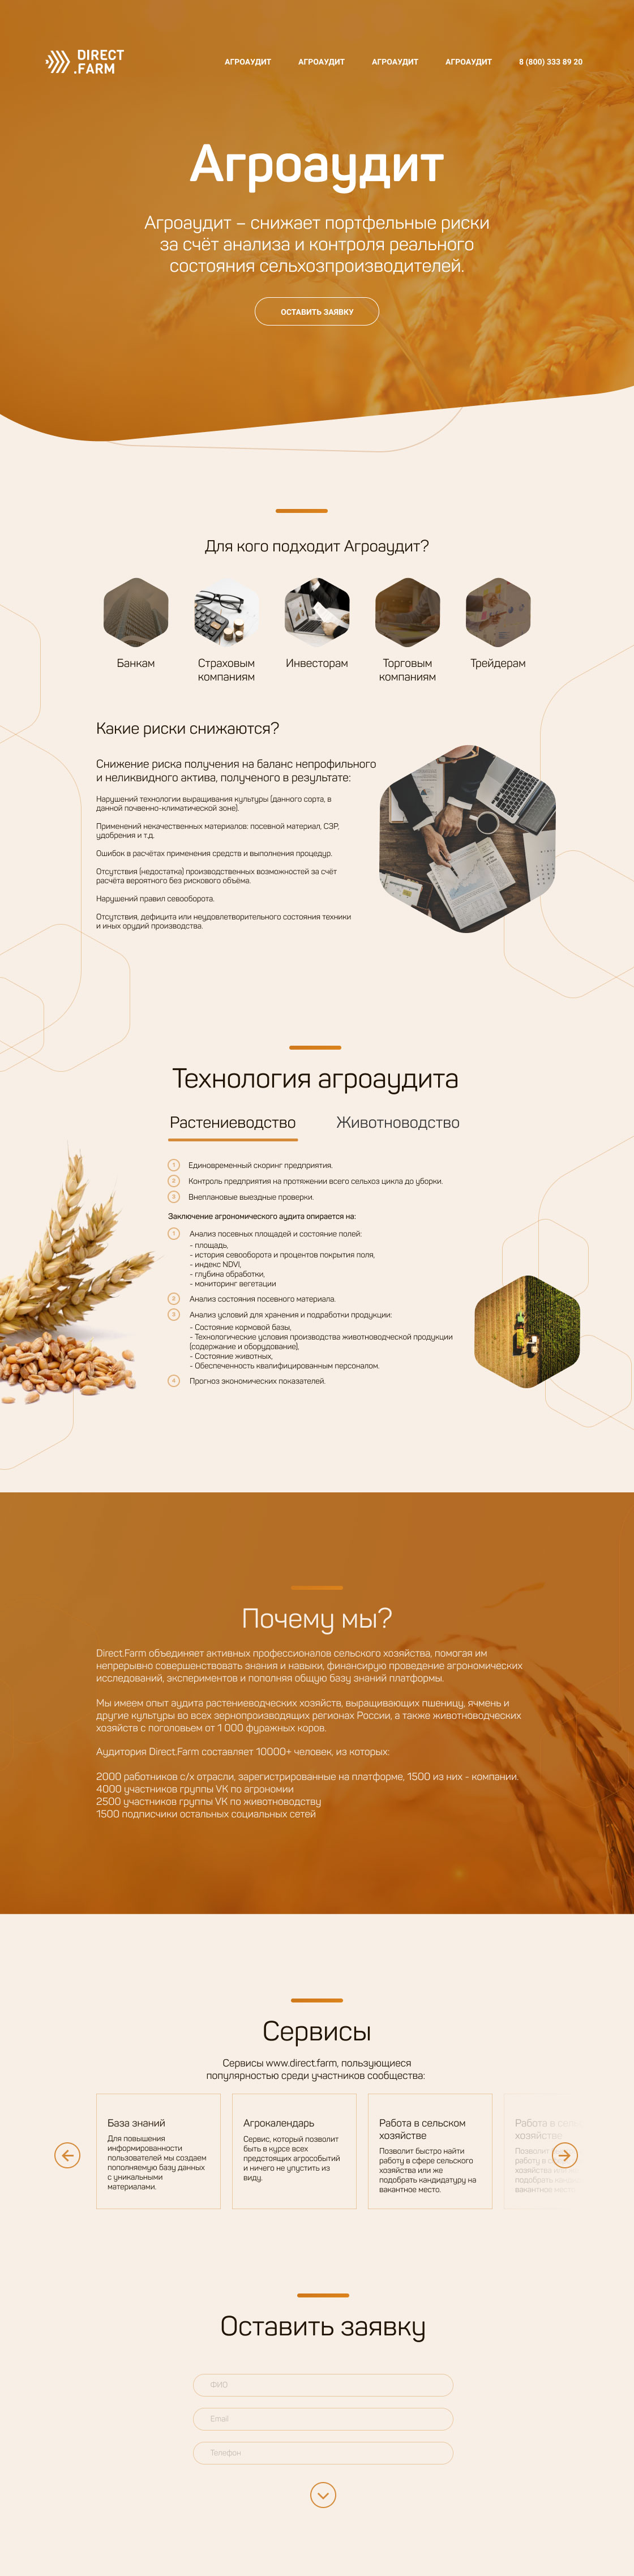 DIRECT
.FARM
АГРОАУДИТ АГРОАУДИТ АГРОАУДИТ АГРОАУДИТ 8 (800) 333 89 20
Агроаудит
Агроаудит – снижает портфельные риски
за счёт анализа и контроля реального
состояния сельхозпроизводителей.
ОСТАВИТЬ ЗАЯВКУ
Для кого подходит Агроаудит?
Банкам
Страховым
компаниям
Инвесторам
Торговым
компаниям
Трейдерам
Какие риски снижаются?
Снижение риска получения на баланс непрофильного
и неликвидного актива, полученого в результате:
Нарушений технологии выращивания культуры (данного сорта, в
данной почвенно-климатической зоне).
Применений некачественных материалов: посевной материал, СЗР,
удобрения и т.д.
Ошибок в расчётах применения средств и выполнения процедур.
Отсутствия (недостатка) производственных возможностей за счёт
расчёта вероятного без рискового объёма.
Нарушений правил севооборота.
Отсутствия, дефицита или неудовлетворительного состояния техники
и иных орудий производства.
Технология агроаудита
Растениеводство Животноводство
1 Единовременный скоринг предприятия.
2 Контроль предприятия на протяжении всего сельхоз цикла до уборки.
3 Внеплановые выездные проверки.
Заключение агрономического аудита опирается на:
1 Анализ посевных площадей и состояние полей:
- площадь,
- история севооборота и процентов покрытия поля,
- индекс NDVI,
- глубина обработки,
- мониторинг вегетации
2 Анализ состояния посевного материала.
3 Анализ условий для хранения и подработки продукции:
- Состояние кормовой базы,
- Технологические условия производства животноводческой продукции
(содержание и оборудование),
- Состояние животных,
- Обеспеченность квалифицированным персоналом.
4 Прогноз экономических показателей.
Почему мы?
Direct.Farm объединяет активных профессионалов сельского хозяйства, помогая им
непрерывно совершенствовать знания и навыки, финансирую проведение агрономических
исследований, экспериментов и пополняя общую базу знаний платформы.
Мы имеем опыт аудита растениеводческих хозяйств, выращивающих пшеницу, ячмень и
другие культуры во всех зернопроизводящих регионах России, а также животноводческих
хозяйств с поголовьем от 1 000 фуражных коров.
Аудитория Direct.Farm составляет 10000+ человек, из которых:
2000 работников с/х отрасли, зарегистрированные на платформе, 1500 из них - компании.
4000 участников группы VK по агрономии
2500 участников группы VK по животноводству
1500 подписчики остальных социальных сетей
Сервисы
Сервисы www.direct.farm, пользующиеся
популярностью среди участников сообщества:
База знаний
Для повышения
информированности
пользователей мы создаем
пополняемую базу данных
с уникальными
материалами.
Агрокалендарь
Сервис, который позволит
быть в курсе всех
предстоящих агрособытий
и ничего не упустить из
виду.
Работа в сельском
хозяйстве
Позволит быстро найти
работу в сфере сельского
хозяйства или же
подобрать кандидатуру на
вакантное место.
Работа в
хозяйстве
Позволит
работу в
хозяйства
подобрать
вакантное
Оставить заявку
ФИО
Email
Телефон